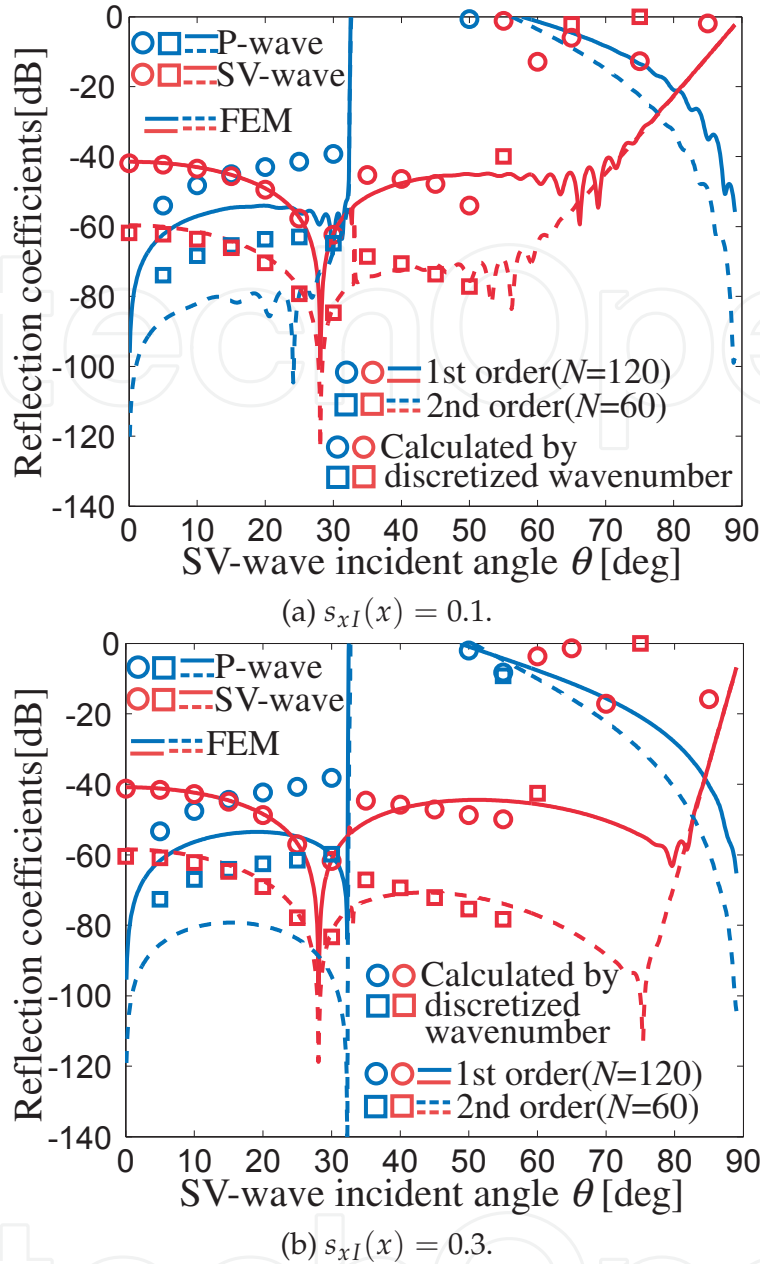 Reflection coefficients[dB]
0
-20
-40
-60
-80
-100
-120
-140
P-wave
SV-wave
FEM
1st order(N=120)
2nd order(N=60)
Calculated by
discretized wavenumber
0 10 20 30 40 50 60 70 80 90
SV-wave incident angle θ [deg]
(a) s_{xI}(x) = 0.1.
Reflection coefficients[dB]
0
-20
-40
-60
-80
-100
-120
-140
P-wave
SV-wave
FEM
Calculated by
discretized
wavenumber
1st order(N=120)
2nd order(N=60)
0 10 20 30 40 50 60 70 80 90
SV-wave incident angle θ [deg]
(b) s_{xI}(x) = 0.3.